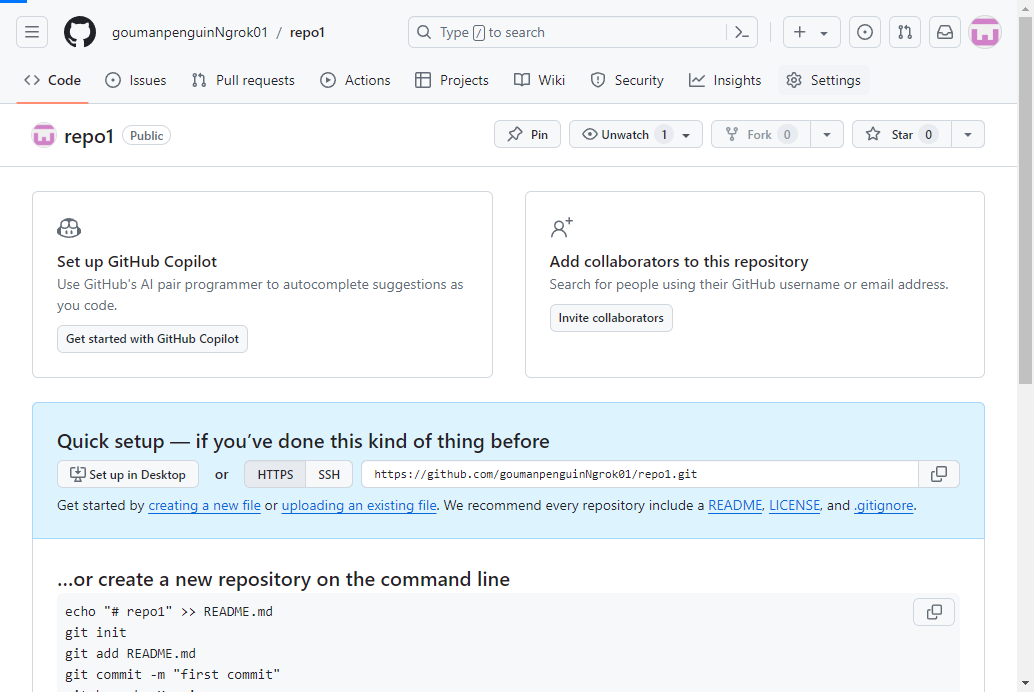 goumanpenguinNgrok01 / repo1
Type / to search
Code Issues Pull requests Actions Projects Wiki Security Insights Settings
repo1 Public
Pin Unwatch 1 Fork 0 Star 0
Set up GitHub Copilot
Use GitHub's AI pair programmer to autocomplete suggestions as
you code.
Get started with GitHub Copilot
Add collaborators to this repository
Search for people using their GitHub username or email address.
Invite collaborators
Quick setup — if you’ve done this kind of thing before
Set up in Desktop or HTTPS SSH https://github.com/goumanpenguinNgrok01/repo1.git
Get started by creating a new file or uploading an existing file. We recommend every repository include a README, LICENSE, and .gitignore.
…or create a new repository on the command line
echo "# repo1" >> README.md
git init
git add README.md
git commit -m "first commit"